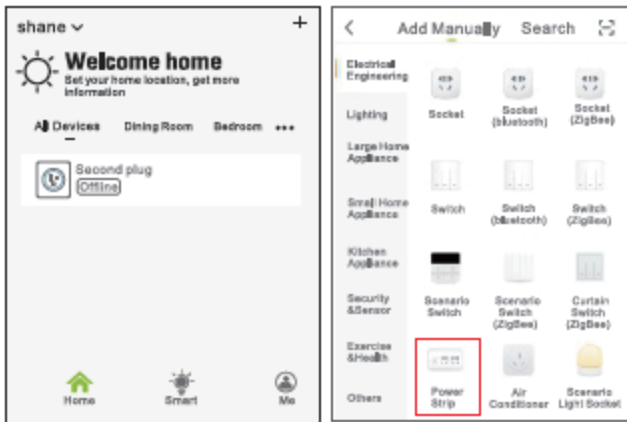 shane
+
Welcome home
Set your home location, get more
information
All Devices
Dining Room
Bedroom
•••
Second plug
Offline
Home
Smart
Me
<
Add Manually
Search
Electrical
Engineering
Lighting
Large Home
Appliance
Small Home
Appliance
Kitchen
Appliance
Security
&Sensor
Exercise
&Health
Others
Socket
Socket
(bluetooth)
Socket
(ZigBee)
Switch
Switch
(bluetooth)
Switch
(ZigBee)
Scenario
Switch
Scenario
Switch
(ZigBee)
Curtain
Switch
(ZigBee)
Power
Strip
Air
Conditioner
Scenario
Light Socket